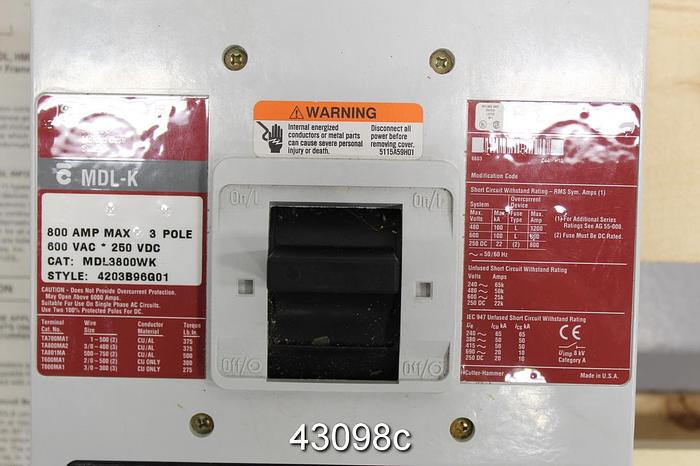 WARNING
Internal energized
conductors or metal parts
can cause severe personal
injury or death.
Disconnect all
power before
removing cover.
5115A59H01
MDL-K
800 AMP MAX * 3 POLE
600 VAC * 250 VDC
CAT: MDL3800WK
STYLE: 4203B96G01
CAUTION - Does Not Provide Overcurrent Protection.
May Open Above 6000 Amps.
Suitable For Use On Single Phase AC Circuits.
Use Two 100% Protected Poles For DC.
Terminal Cat. No. Wire Size Conductor Material Torque Lb.In.
TA700MA1 1 - 500 (2) CU/AL 375
TA800MA2 3/0 - 400 (3) CU/AL 375
TA801MA 500 - 750 (2) CU/AL 375
T600MA1 2/0 - 500 (2) CU ONLY 300
T800MA1 3/0 - 300 (3) CU ONLY 275
On/I
On/I
Off/O
Off/O
6603
Modification Code
Short Circuit Withstand Rating - RMS Sym. Amps (1)
System Overcurrent Device
Max. Volts Max. kA Fuse Type Max. Amp
480 100 L 1200
600 100 L 800
250 DC 22 (2) 800
(1) For Additional Series
Ratings See AG 55-600.
(2) Fuse Must Be DC Rated.
50/60 Hz
Unfused Short Circuit Withstand Rating
Volts Amps
240 ~ 65k
480 ~ 50k
600 ~ 25k
250 DC 22k
IEC 947 Unfused Short Circuit Withstand Rating
Ue Icu kA Ics kA
240 ~ 65 65
380 ~ 50 50
415 ~ 50 50
690 ~ 20 10
250 DC 20 10
CE
Uimp 8 kV
Category A
Cutler-Hammer
Made in U.S.A.
43098c